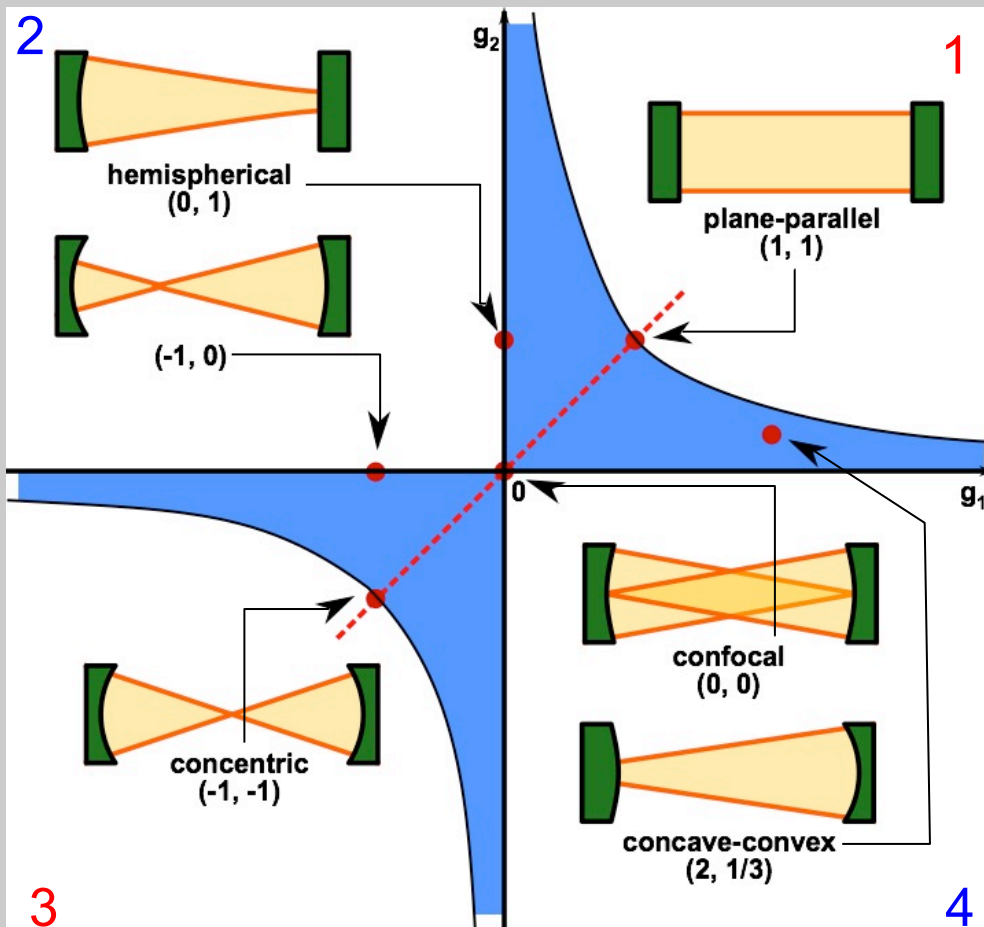 2
g2
1
hemispherical
(0, 1)
plane-parallel
(1, 1)
(-1, 0)
0
g1
confocal
(0, 0)
concentric
(-1, -1)
concave-convex
(2, 1/3)
3
4